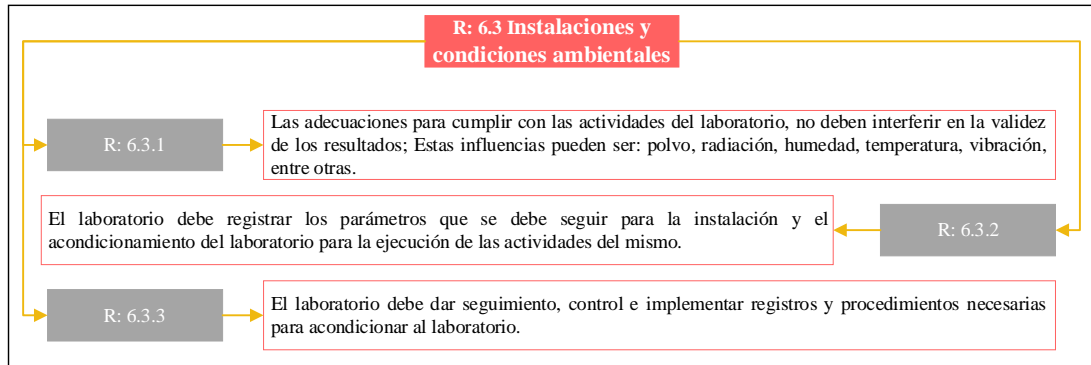 R: 6.3 Instalaciones y
condiciones ambientales
R: 6.3.1
Las adecuaciones para cumplir con las actividades del laboratorio, no deben interferir en la validez
de los resultados; Estas influencias pueden ser: polvo, radiación, humedad, temperatura, vibración,
entre otras.
El laboratorio debe registrar los parámetros que se debe seguir para la instalación y el
acondicionamiento del laboratorio para la ejecución de las actividades del mismo.
R: 6.3.2
R: 6.3.3
El laboratorio debe dar seguimiento, control e implementar registros y procedimientos necesarias
para acondicionar al laboratorio.